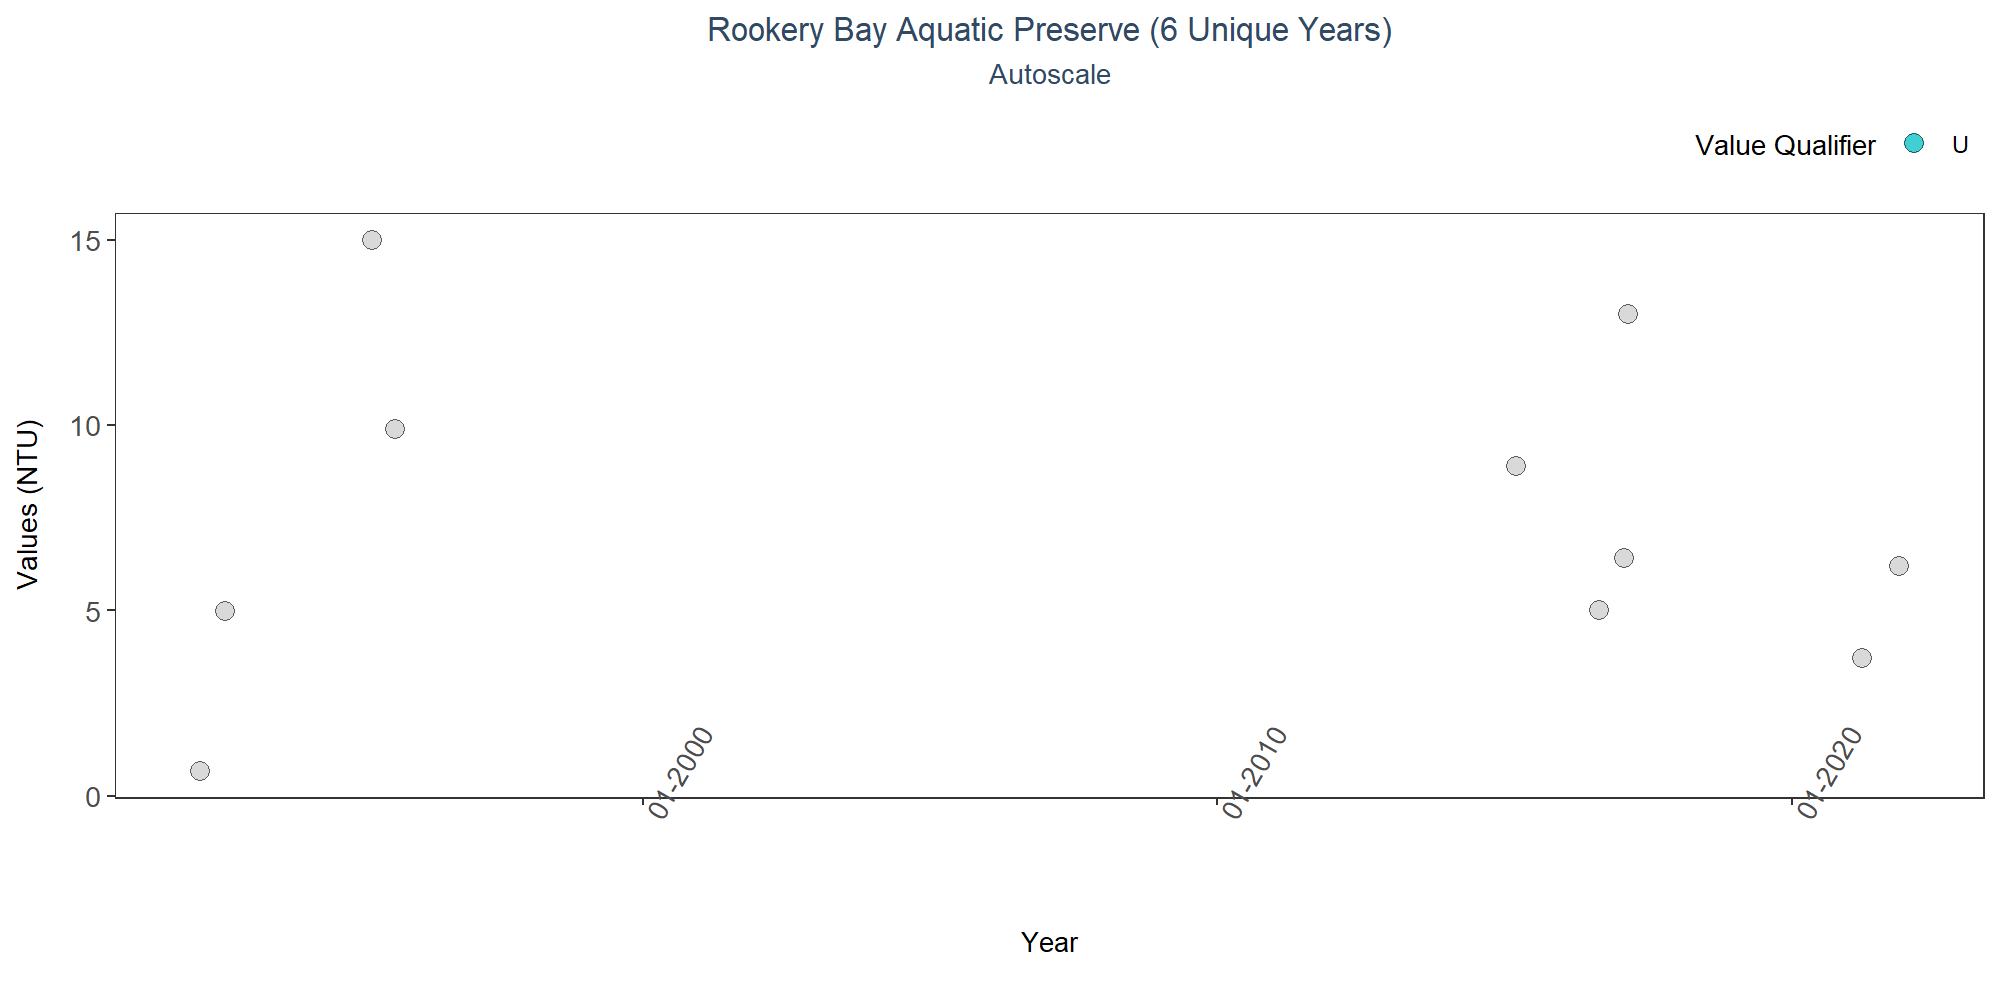 Rookery Bay Aquatic Preserve (6 Unique Years)
Autoscale
Value Qualifier U
15
10
5
0
Values (NTU)
01-2000
01-2010
01-2020
Year